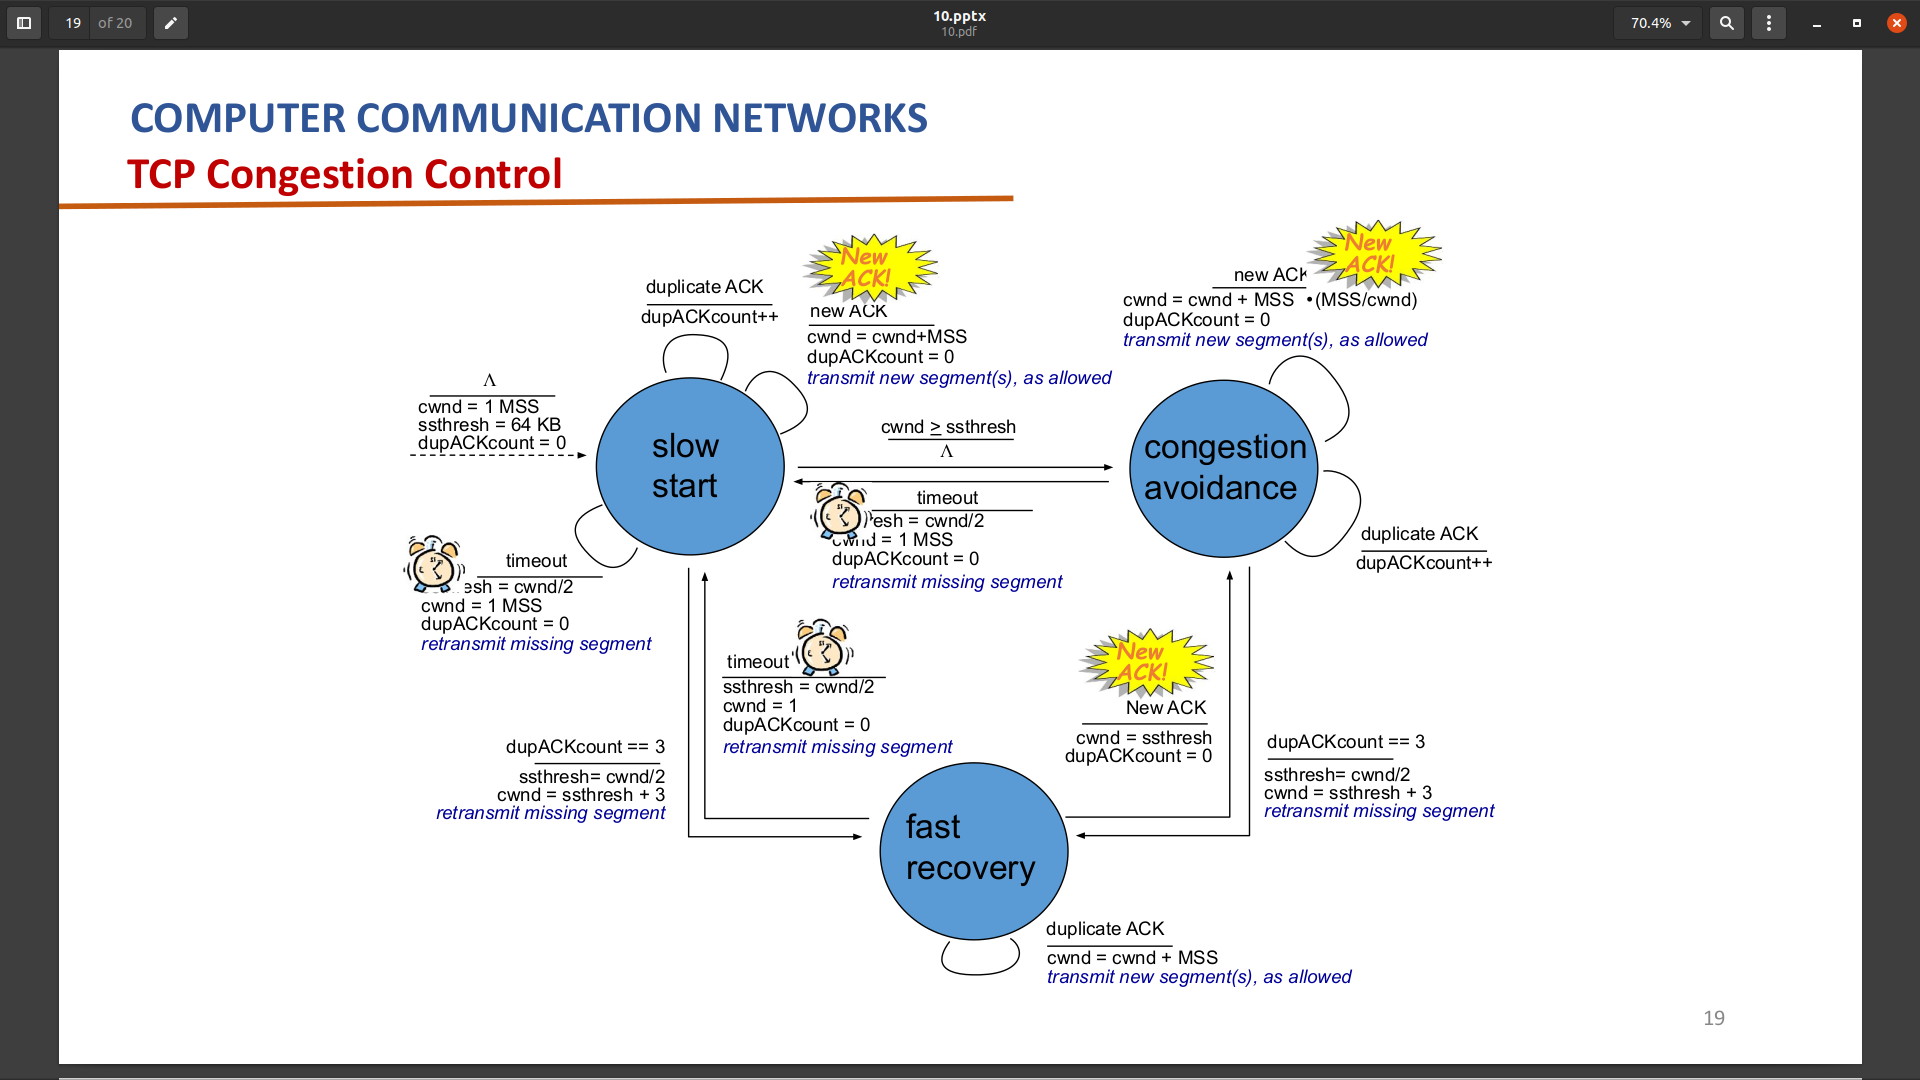 19 of 20
10.pptx
10.pdf
70.4%
COMPUTER COMMUNICATION NETWORKS
TCP Congestion Control
duplicate ACK
dupACKcount++
New
ACK!
new ACK
cwnd = cwnd+MSS
dupACKcount = 0
transmit new segment(s), as allowed
New
ACK!
new ACK
cwnd = cwnd + MSS •(MSS/cwnd)
dupACKcount = 0
transmit new segment(s), as allowed
Λ
cwnd = 1 MSS
ssthresh = 64 KB
dupACKcount = 0
slow
start
cwnd ≥ ssthresh
Λ
congestion
avoidance
timeout
esh = cwnd/2
cwnd = 1 MSS
dupACKcount = 0
retransmit missing segment
duplicate ACK
dupACKcount++
timeout
esh = cwnd/2
cwnd = 1 MSS
dupACKcount = 0
retransmit missing segment
timeout
ssthresh = cwnd/2
cwnd = 1
dupACKcount = 0
retransmit missing segment
New
ACK!
New ACK
cwnd = ssthresh
dupACKcount = 0
dupACKcount == 3
ssthresh= cwnd/2
cwnd = ssthresh + 3
retransmit missing segment
dupACKcount == 3
ssthresh= cwnd/2
cwnd = ssthresh + 3
retransmit missing segment
fast
recovery
duplicate ACK
cwnd = cwnd + MSS
transmit new segment(s), as allowed
19